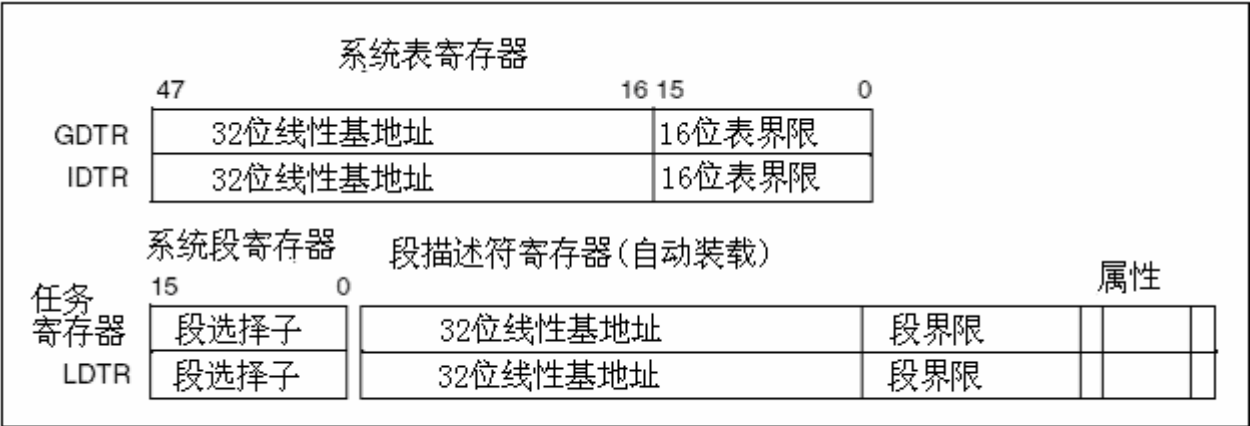 系统表寄存器
47 16 15 0
GDTR 32位线性基地址 16位表界限
IDTR 32位线性基地址 16位表界限
系统段寄存器 段描述符寄存器(自动装载)
15 0 属性
任务
寄存器 段选择子 32位线性基地址 段界限
LDTR 段选择子 32位线性基地址 段界限